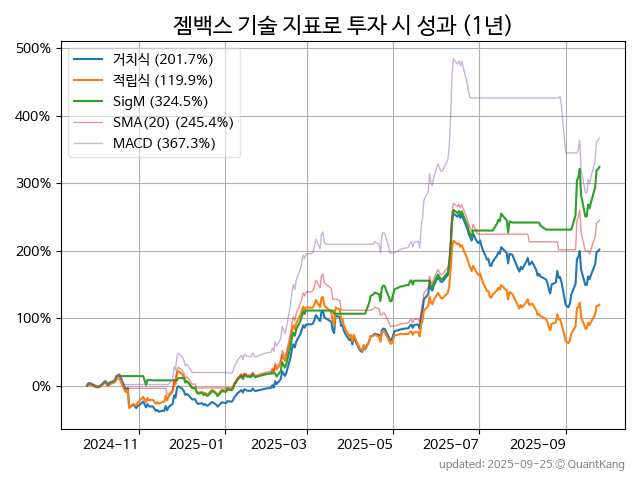 젬백스 기술 지표로 투자 시 성과 (1년)
500%
400%
300%
200%
100%
0%
거치식 (201.7%)
적립식 (119.9%)
SigM (324.5%)
SMA(20) (245.4%)
MACD (367.3%)
2024-11 2025-01 2025-03 2025-05 2025-07 2025-09
updated: 2025-09-25 © QuantKang